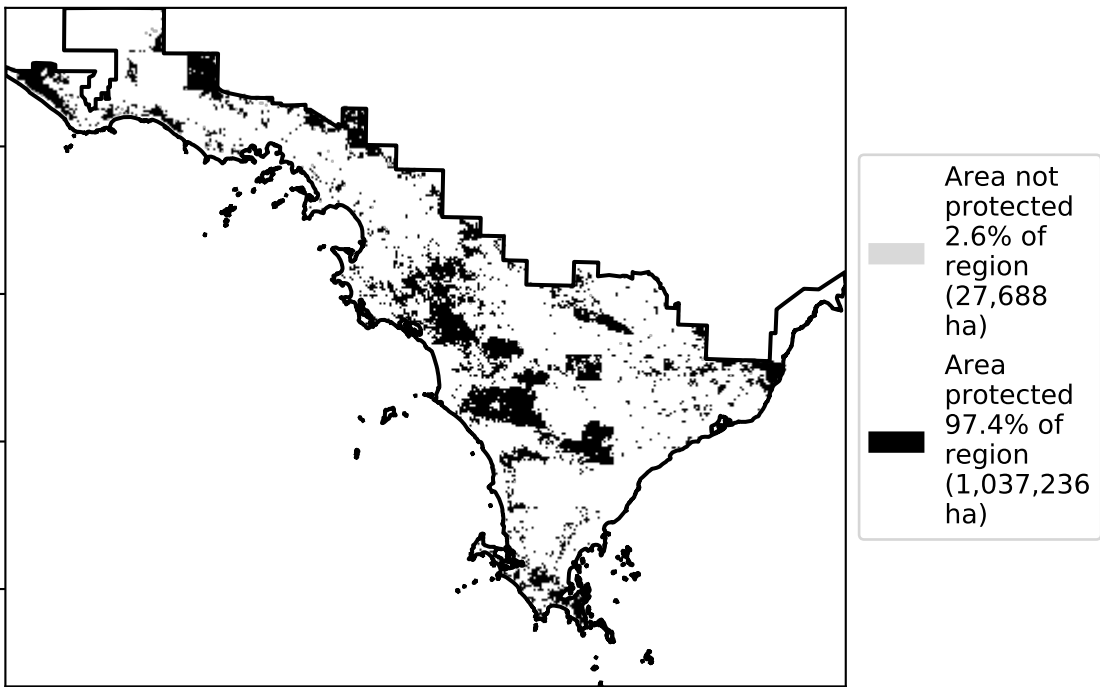 Area not
protected
2.6% of
region
(27,688
ha)
Area
protected
97.4% of
region
(1,037,236
ha)